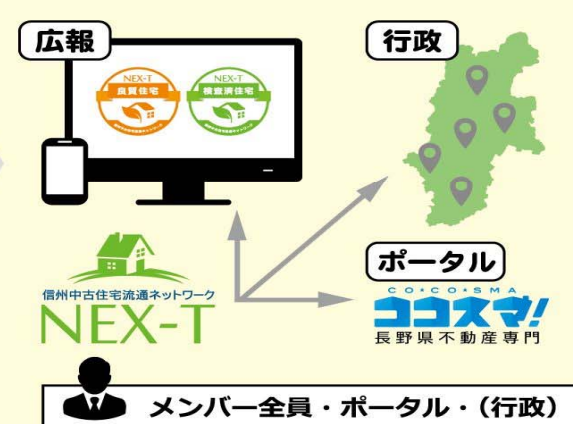 広報
行政
NEX-T
良質住宅
NEX-T
検査済住宅
信州中古住宅流通ネットワーク
NEX-T
ポータル
CO・CO・SMA
ココスマ!
長野県不動産専門
メンバー全員・ポータル・(行政)